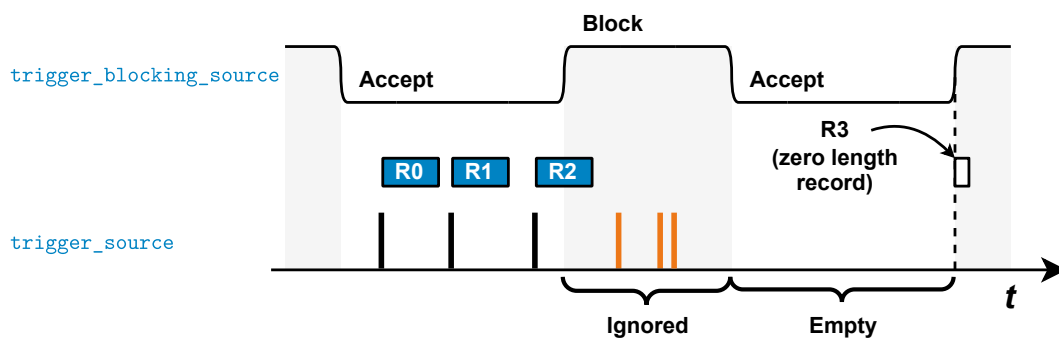 Block
trigger_blocking_source
Accept
Accept
R3
(zero length
record)
R0
R1
R2
trigger_source
t
Ignored
Empty